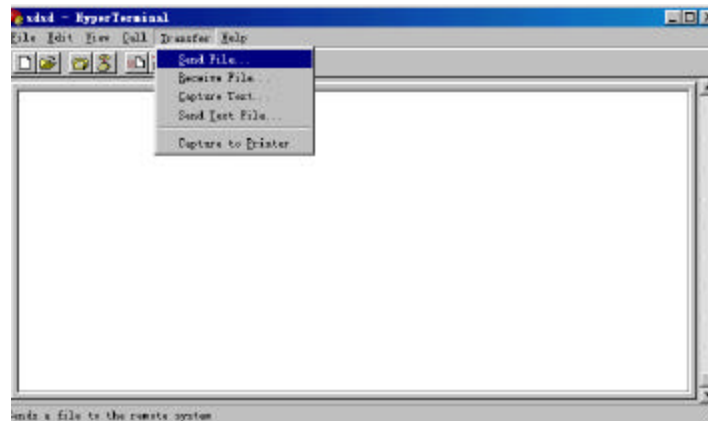 xdxd - HyperTerminal
File Edit View Call Transfer Help
Send File...
Receive File...
Capture Text...
Send Text File...
Capture to Printer
ends a file to the remote system